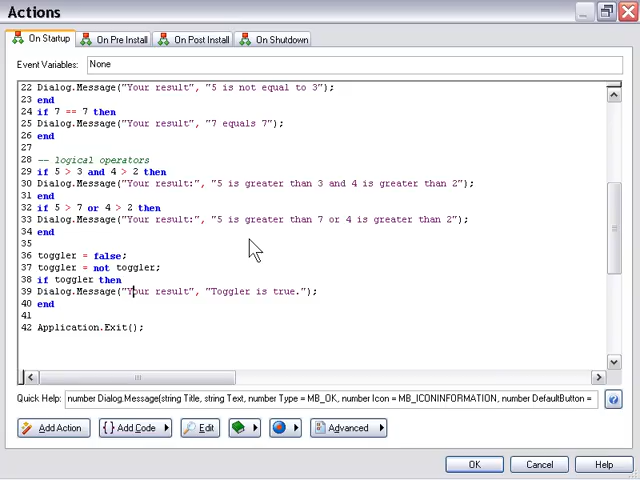 Actions
On Startup
On Pre Install
On Post Install
On Shutdown
Event Variables:
None
22 Dialog.Message("Your result", "5 is not equal to 3");
23 end
24 if 7 == 7 then
25 Dialog.Message("Your result", "7 equals 7");
26 end
27
28 -- logical operators
29 if 5 > 3 and 4 > 2 then
30 Dialog.Message("Your result:", "5 is greater than 3 and 4 is greater than 2");
31 end
32 if 5 > 7 or 4 > 2 then
33 Dialog.Message("Your result:", "5 is greater than 7 or 4 is greater than 2");
34 end
35
36 toggler = false;
37 toggler = not toggler;
38 if toggler then
39 Dialog.Message("Your result", "Toggler is true.");
40 end
41
42 Application.Exit();
Quick Help:
number Dialog.Message(string Title, string Text, number Type = MB_OK, number Icon = MB_ICONINFORMATION, number DefaultButton =
Add Action
Add Code
Edit
Advanced
OK
Cancel
Help